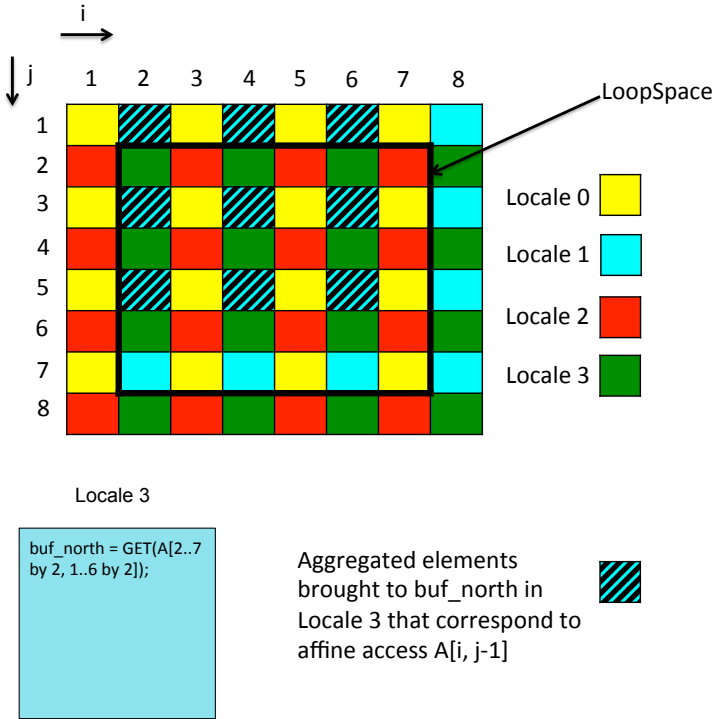 i
j
1 2 3 4 5 6 7 8
LoopSpace
1
2
3
4
5
6
7
8
Locale 0
Locale 1
Locale 2
Locale 3
Locale 3
buf_north = GET(A[2..7
by 2, 1..6 by 2]);
Aggregated elements
brought to buf_north in
Locale 3 that correspond to
affine access A[i, j-1]